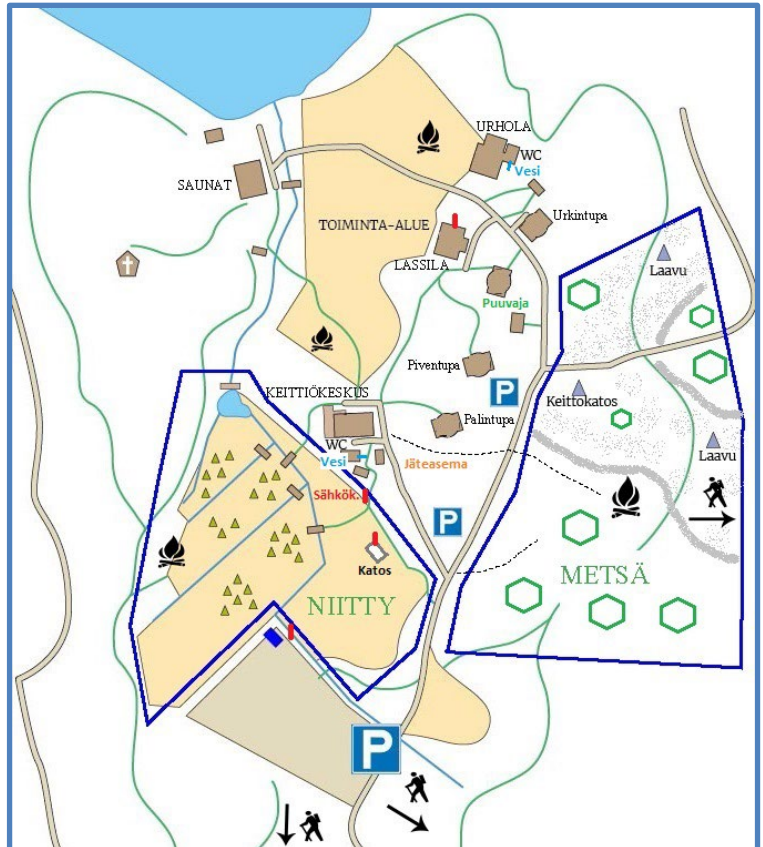 URHOLA
WC
Vesi
SAUNAT
Urkintupa
TOIMINTA-ALUE
LASSILA
Laavu
Puuvaja
Piventupa
P
KEITTIÖKESKUS
Keittokatos
Palintupa
WC
Vesi
Jäteasema
Laavu
Sähkök.
P
Katos
METSÄ
NIITTY
P